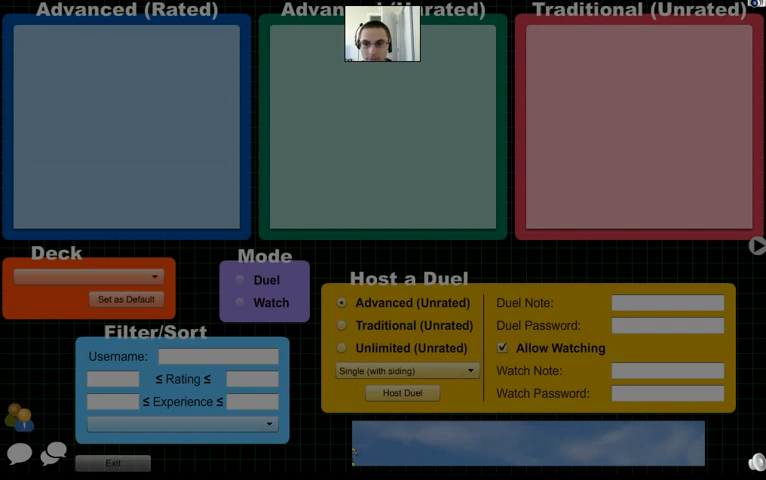 Advanced (Rated)
Advanced (Unrated)
Traditional (Unrated)
Deck
Set as Default
Mode
Duel
Watch
Filter/Sort
Username:
≤ Rating ≤
≤ Experience ≤
Exit
Host a Duel
Advanced (Unrated)
Traditional (Unrated)
Unlimited (Unrated)
Single (with siding)
Host Duel
Duel Note:
Duel Password:
Allow Watching
Watch Note:
Watch Password: